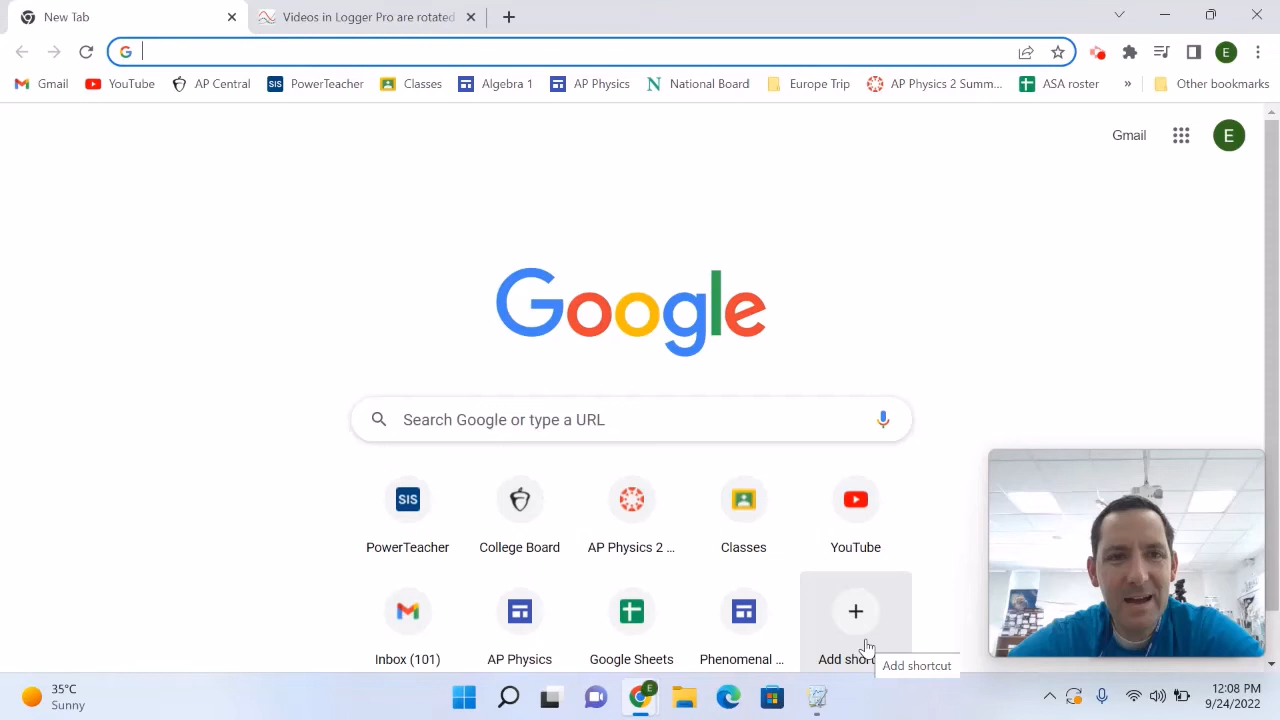 New Tab
Videos in Logger Pro are rotated
G
E
Gmail
YouTube
AP Central
SIS PowerTeacher
Classes
Algebra 1
AP Physics
N National Board
Europe Trip
AP Physics 2 Summ...
ASA roster
»
Other bookmarks
Gmail
E
Google
Search Google or type a URL
SIS
PowerTeacher
College Board
AP Physics 2 ...
Classes
YouTube
Inbox (101)
AP Physics
Google Sheets
Phenomenal ...
Add short
Add shortcut
35°C
Sunny
E
12:08 PM
9/24/2022